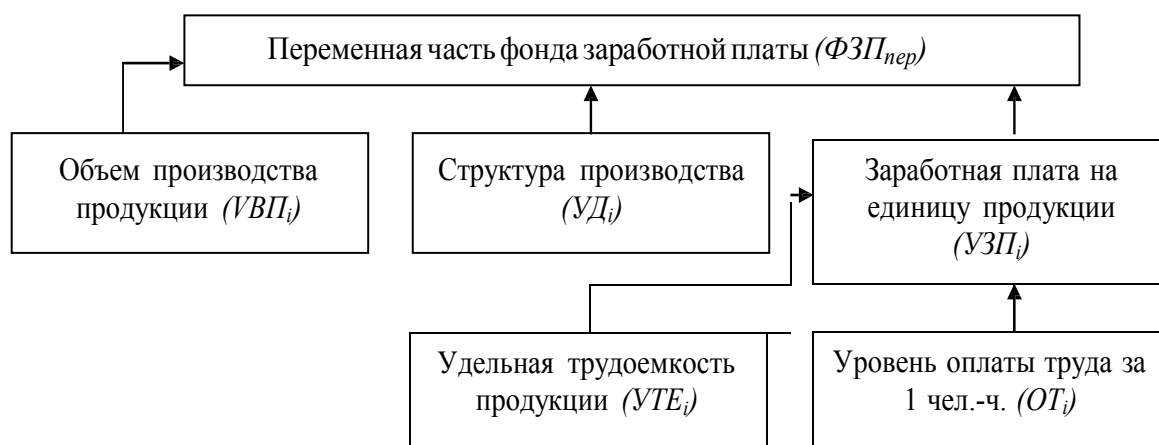 Переменная часть фонда заработной платы (ФЗПпер)
Объем производства
продукции (VВПi)
Структура производства
(УДi)
Заработная плата на
единицу продукции
(УЗПi)
Удельная трудоемкость
продукции (УТЕi)
Уровень оплаты труда за
1 чел.-ч. (ОТi)